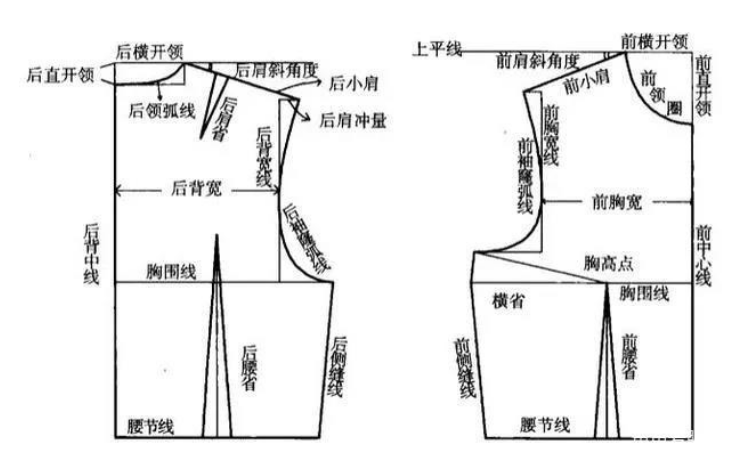 后横开领
后直开领
后肩斜角度
后小肩
后领弧线
后肩省
后肩冲量
后背宽线
后背宽
后袖窿弧线
后背中线
胸围线
后腰省
后侧缝线
腰节线
上平线
前横开领
前肩斜角度
前小肩
前领圈
前直开领
前胸宽线
前袖窿弧线
前胸宽
前中心线
胸高点
横省
胸围线
前侧缝线
前腰省
腰节线